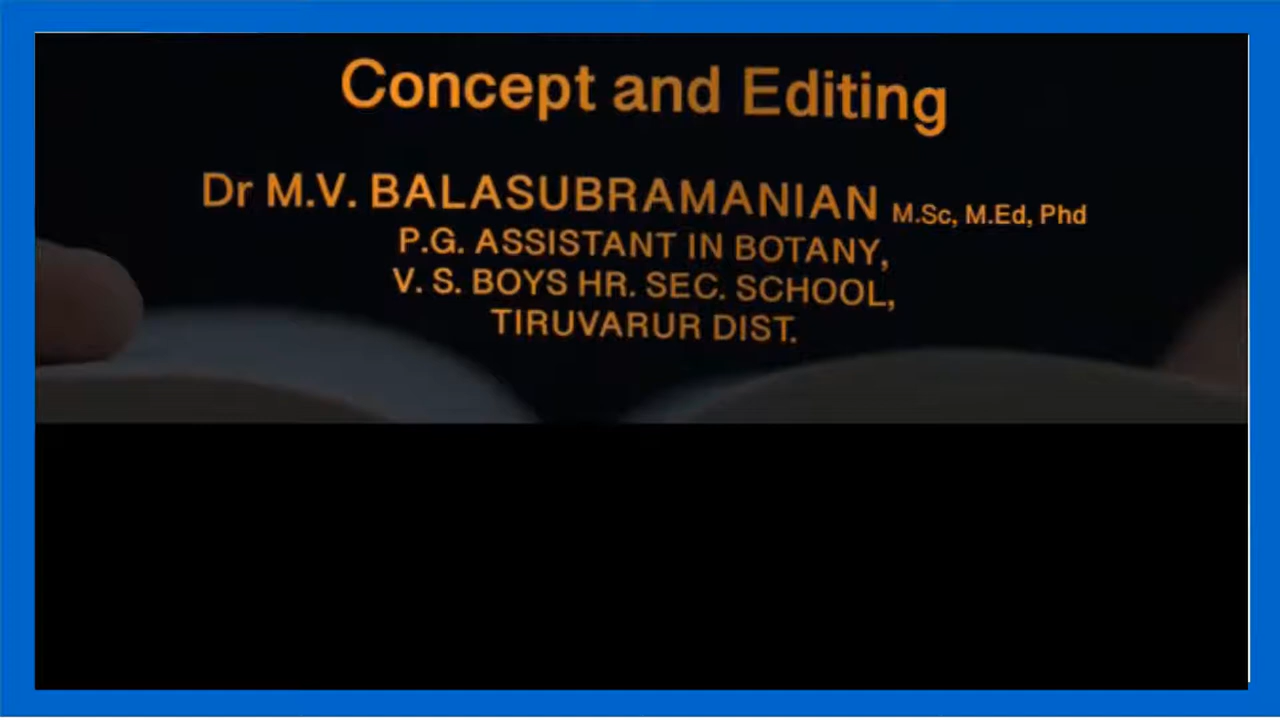 Concept and Editing
Dr M.V. BALASUBRAMANIAN M.Sc, M.Ed, Phd
P.G. ASSISTANT IN BOTANY,
V. S. BOYS HR. SEC. SCHOOL,
TIRUVARUR DIST.